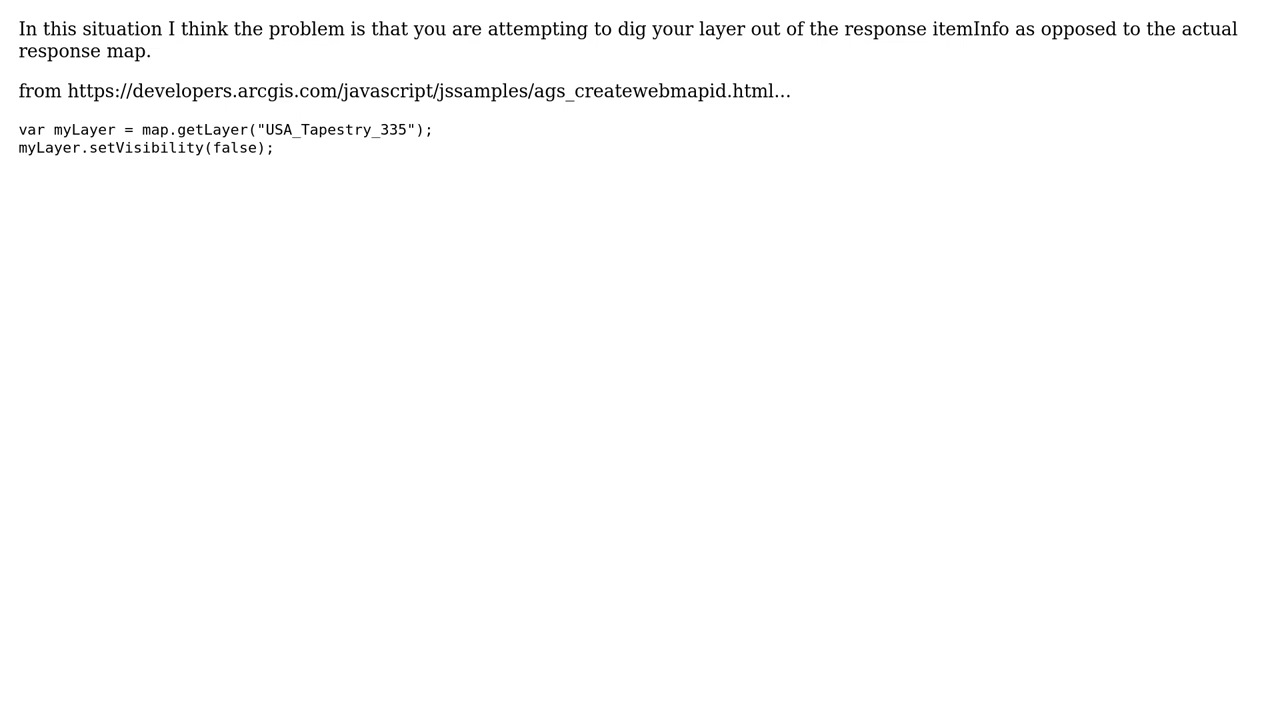 In this situation I think the problem is that you are attempting to dig your layer out of the response itemInfo as opposed to the actual
response map.
from https://developers.arcgis.com/javascript/jssamples/ags_createwebmapid.html...
var myLayer = map.getLayer("USA_Tapestry_335");
myLayer.setVisibility(false);